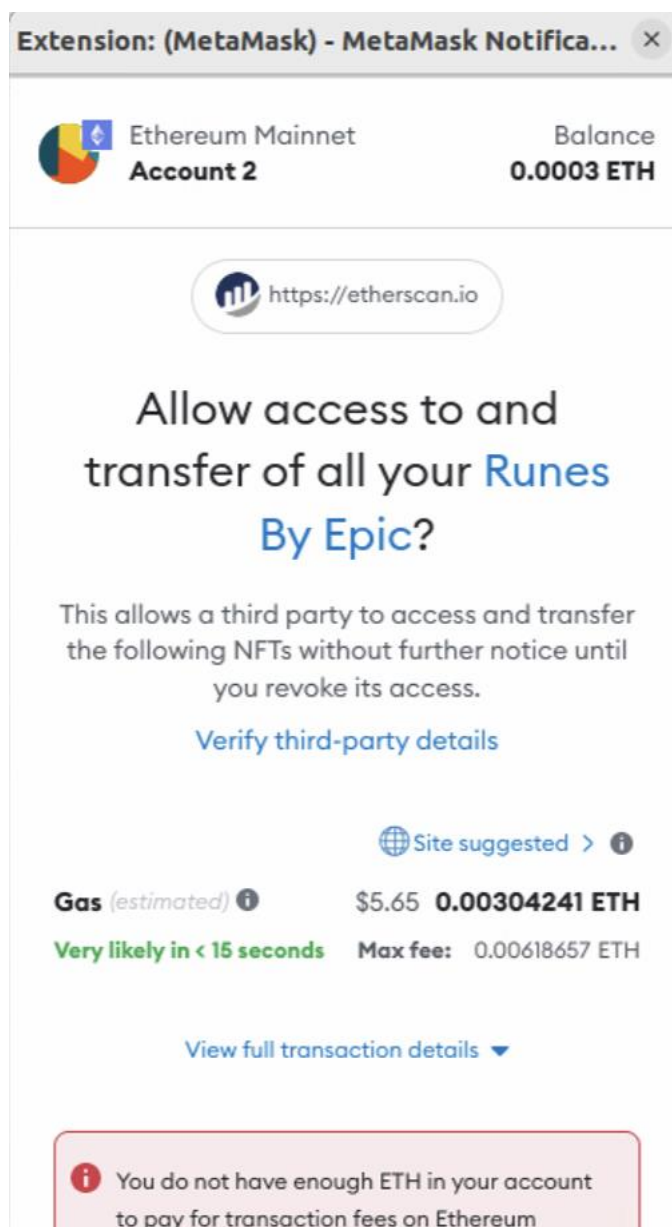 Extension: (MetaMask) - MetaMask Notifica... ×
Ethereum Mainnet Balance
Account 2 0.0003 ETH
https://etherscan.io
Allow access to and
transfer of all your Runes
By Epic?
This allows a third party to access and transfer
the following NFTs without further notice until
you revoke its access.
Verify third-party details
Site suggested >
Gas (estimated) $5.65 0.00304241 ETH
Very likely in < 15 seconds Max fee: 0.00618657 ETH
View full transaction details
You do not have enough ETH in your account
to pay for transaction fees on Ethereum